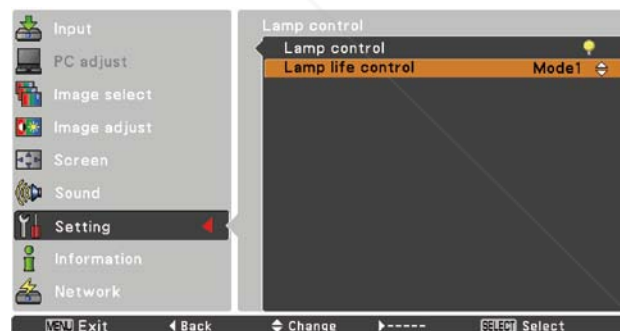 Input
PC adjust
Image select
Image adjust
Screen
Sound
Setting
Information
Network
Lamp control
Lamp control
Lamp life control Mode1
MENU Exit Back Change ----- SELECT Select